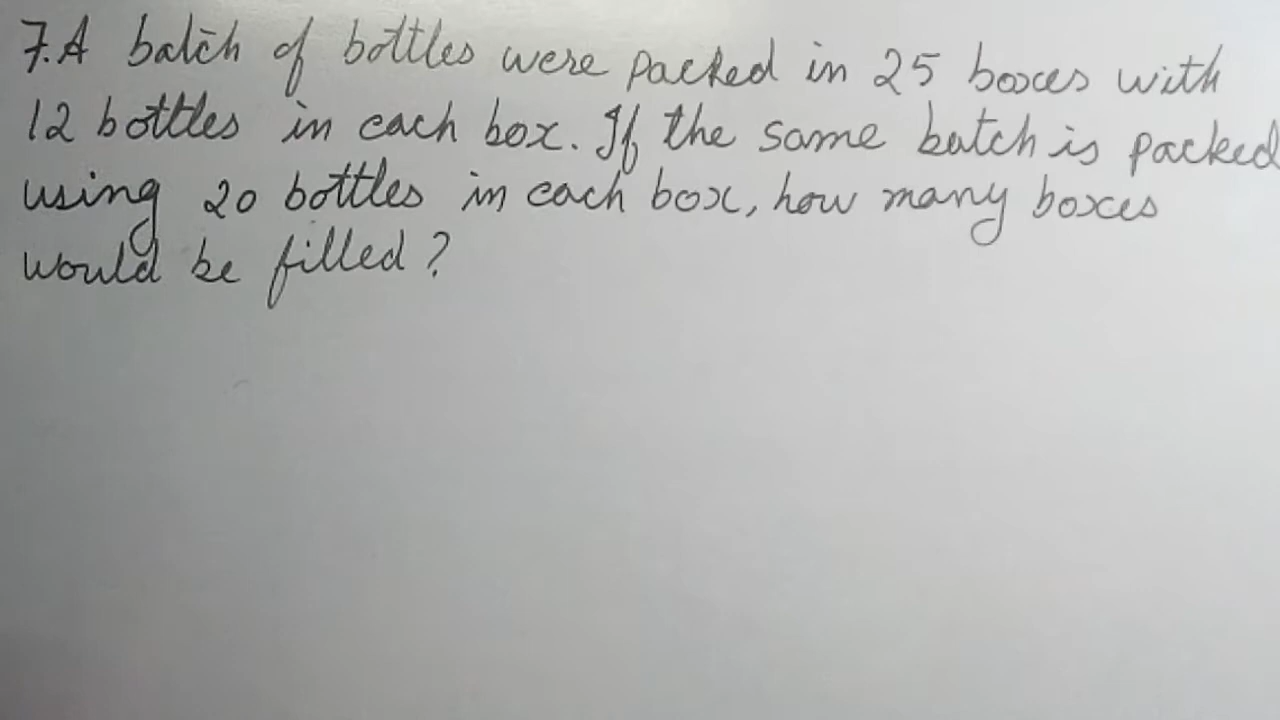 7.A batch of bottles were packed in 25 boxes with
12 bottles in each box. If the same batch is packed
using 20 bottles in each box, how many boxes
would be filled?